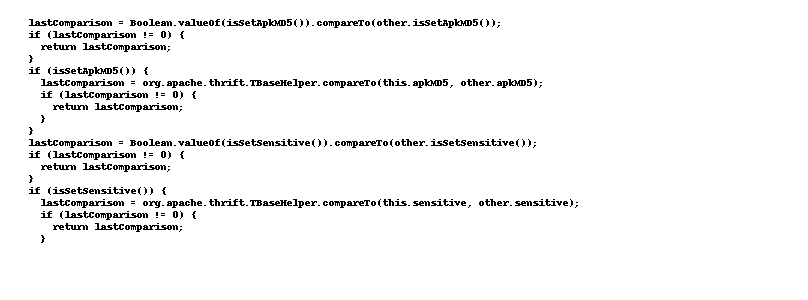 lastComparison = Boolean.valueOf(isSetApkMD5()).compareTo(other.isSetApkMD5());
if (lastComparison != 0) {
  return lastComparison;
}
if (isSetApkMD5()) {
  lastComparison = org.apache.thrift.TBaseHelper.compareTo(this.apkMD5, other.apkMD5);
  if (lastComparison != 0) {
    return lastComparison;
  }
}
lastComparison = Boolean.valueOf(isSetSensitive()).compareTo(other.isSetSensitive());
if (lastComparison != 0) {
  return lastComparison;
}
if (isSetSensitive()) {
  lastComparison = org.apache.thrift.TBaseHelper.compareTo(this.sensitive, other.sensitive);
  if (lastComparison != 0) {
    return lastComparison;
  }